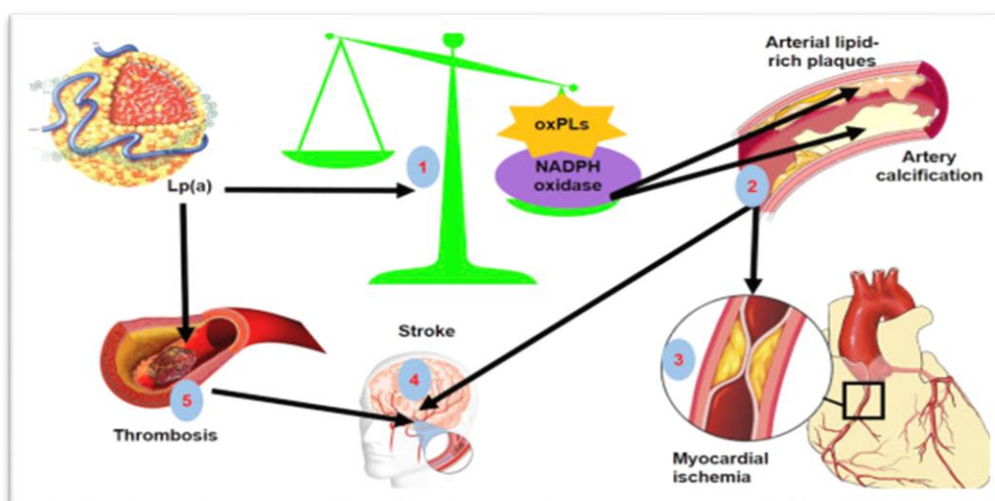 Arterial lipid-
rich plaques
oxPLs
1
NADPH
oxidase
Artery
calcification
Lp(a)
2
Stroke
3
4
5
Thrombosis
Myocardial
ischemia